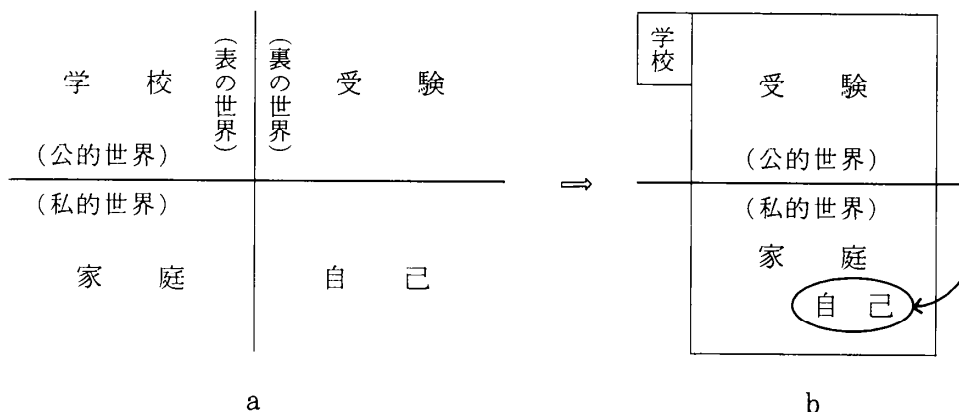 学校
(表の世界)
(裏の世界)
受験
(公的世界)
(私的世界)
家庭
自己
a
⇒
学校
受験
(公的世界)
(私的世界)
家庭
自己
b